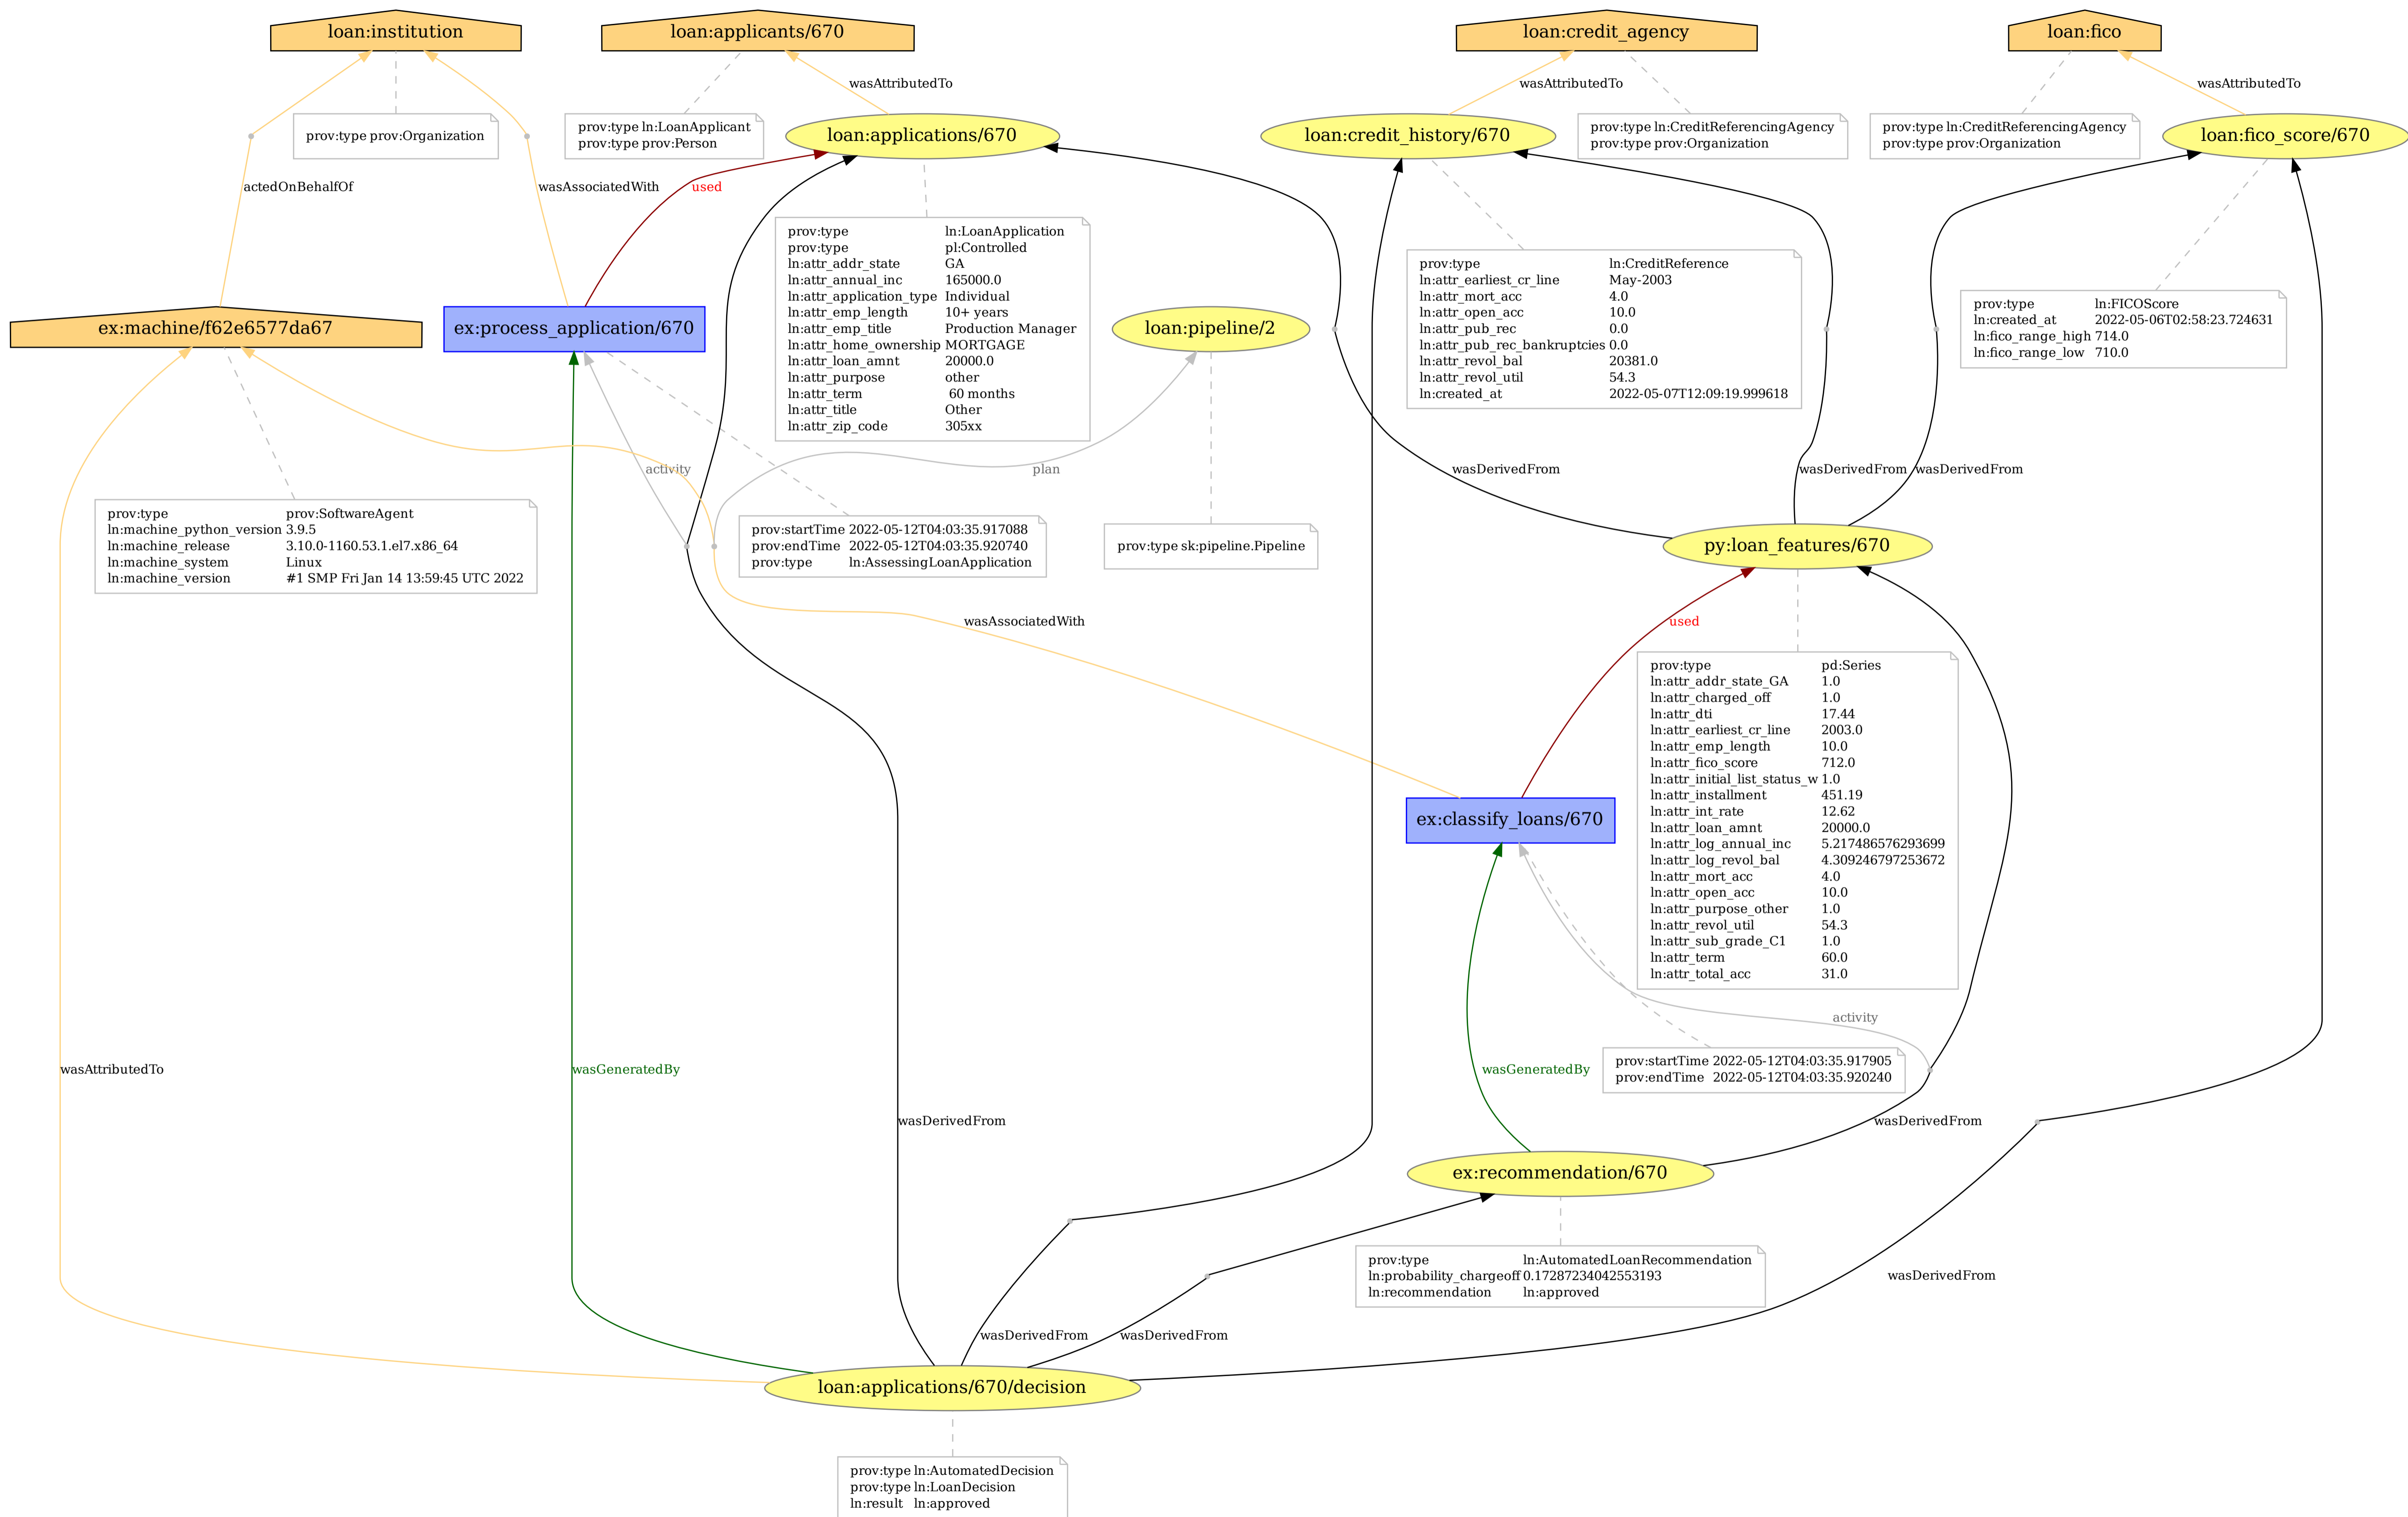 loan:institution
loan:applicants/670
loan:credit_agency
loan:fico
wasAttributedTo
wasAttributedTo
wasAttributedTo
prov:type prov:Organization
prov:type ln:LoanApplicant
prov:type prov:Person
loan:applications/670
loan:credit_history/670
prov:type ln:CreditReferencingAgency
prov:type prov:Organization
prov:type ln:CreditReferencingAgency
prov:type prov:Organization
loan:fico_score/670
actedOnBehalfOf
wasAssociatedWith
used
prov:type ln:LoanApplication
prov:type pl:Controlled
ln:attr_addr_state GA
ln:attr_annual_inc 165000.0
ln:attr_application_type Individual
ln:attr_emp_length 10+ years
ln:attr_emp_title Production Manager
ln:attr_home_ownership MORTGAGE
ln:attr_loan_amnt 20000.0
ln:attr_purpose other
ln:attr_term 60 months
ln:attr_title Other
ln:attr_zip_code 305xx
prov:type ln:CreditReference
ln:attr_earliest_cr_line May-2003
ln:attr_mort_acc 4.0
ln:attr_open_acc 10.0
ln:attr_pub_rec 0.0
ln:attr_pub_rec_bankruptcies 0.0
ln:attr_revol_bal 20381.0
ln:attr_revol_util 54.3
ln:created_at 2022-05-07T12:09:19.999618
prov:type ln:FICOScore
ln:created_at 2022-05-06T02:58:23.724631
ln:fico_range_high 714.0
ln:fico_range_low 710.0
ex:machine/f62e6577da67
ex:process_application/670
loan:pipeline/2
activity
plan
wasDerivedFrom
wasDerivedFrom
wasDerivedFrom
prov:type prov:SoftwareAgent
ln:machine_python_version 3.9.5
ln:machine_release 3.10.0-1160.53.1.el7.x86_64
ln:machine_system Linux
ln:machine_version #1 SMP Fri Jan 14 13:59:45 UTC 2022
prov:startTime 2022-05-12T04:03:35.917088
prov:endTime 2022-05-12T04:03:35.920740
prov:type ln:AssessingLoanApplication
prov:type sk:pipeline.Pipeline
py:loan_features/670
wasAssociatedWith
used
prov:type pd:Series
ln:attr_addr_state_GA 1.0
ln:attr_charged_off 1.0
ln:attr_dti 17.44
ln:attr_earliest_cr_line 2003.0
ln:attr_emp_length 10.0
ln:attr_fico_score 712.0
ln:attr_initial_list_status_w 1.0
ln:attr_installment 451.19
ln:attr_int_rate 12.62
ln:attr_loan_amnt 20000.0
ln:attr_log_annual_inc 5.217486576293699
ln:attr_log_revol_bal 4.309246797253672
ln:attr_mort_acc 4.0
ln:attr_open_acc 10.0
ln:attr_purpose_other 1.0
ln:attr_revol_util 54.3
ln:attr_sub_grade_C1 1.0
ln:attr_term 60.0
ln:attr_total_acc 31.0
ex:classify_loans/670
activity
wasAttributedTo
wasGeneratedBy
wasGeneratedBy
prov:startTime 2022-05-12T04:03:35.917905
prov:endTime 2022-05-12T04:03:35.920240
wasDerivedFrom
wasDerivedFrom
ex:recommendation/670
prov:type ln:AutomatedLoanRecommendation
ln:probability_chargeoff 0.17287234042553193
ln:recommendation ln:approved
wasDerivedFrom
wasDerivedFrom
wasDerivedFrom
loan:applications/670/decision
prov:type ln:AutomatedDecision
prov:type ln:LoanDecision
ln:result ln:approved